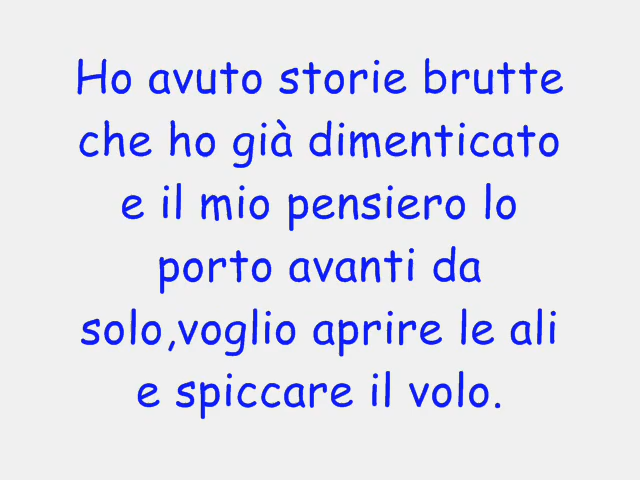 Ho avuto storie brutte
che ho già dimenticato
e il mio pensiero lo
porto avanti da
solo,voglio aprire le ali
e spiccare il volo.